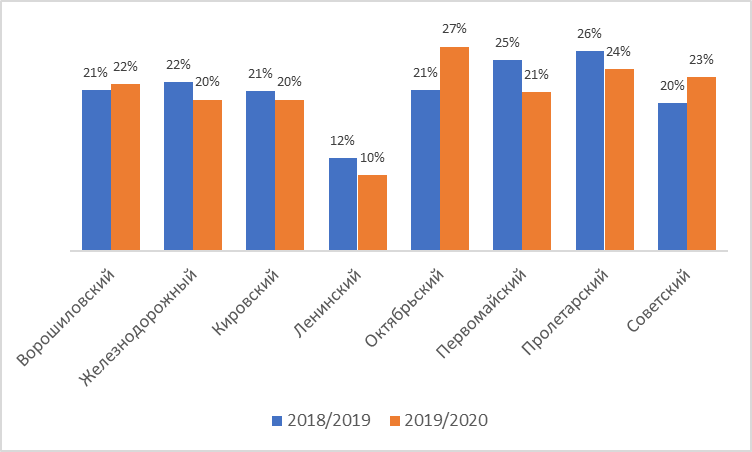 21% 22% 22% 20% 21% 20% 12% 10% 21% 27% 25% 21% 26% 24% 20% 23%
Ворошиловский Железнодорожный Кировский Ленинский Октябрьский Первомайский Пролетарский Советский
2018/2019 2019/2020